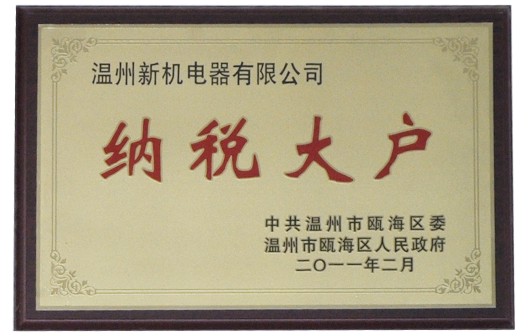 温州新机电器有限公司
纳税大户
中共温州市瓯海区委
温州市瓯海区人民政府
二〇一一年二月